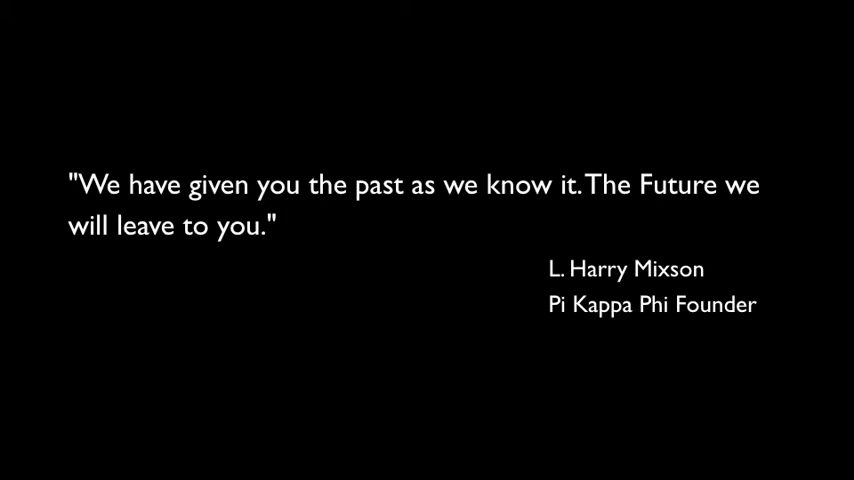 "We have given you the past as we know it. The Future we
will leave to you."
L. Harry Mixson
Pi Kappa Phi Founder